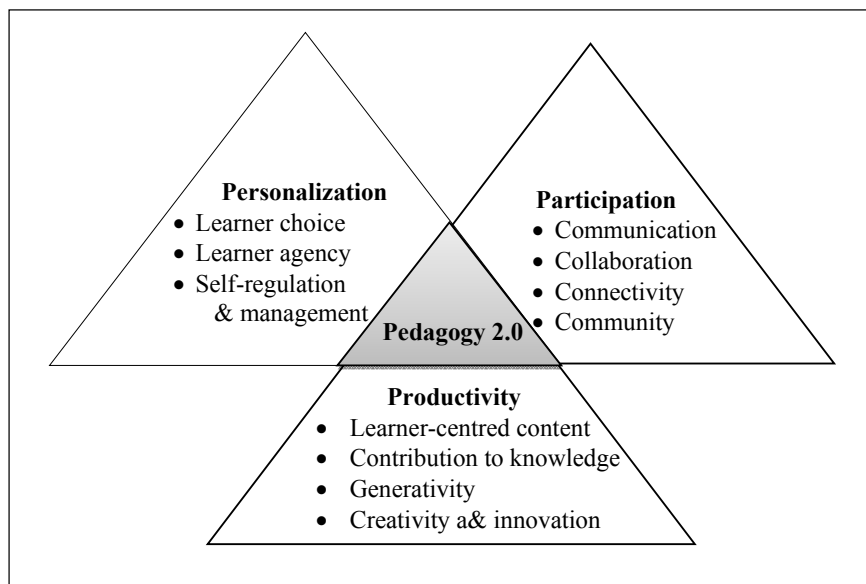 Personalization
• Learner choice
• Learner agency
• Self-regulation
& management
Participation
• Communication
• Collaboration
• Connectivity
• Community
Pedagogy 2.0
Productivity
• Learner-centred content
• Contribution to knowledge
• Generativity
• Creativity a& innovation